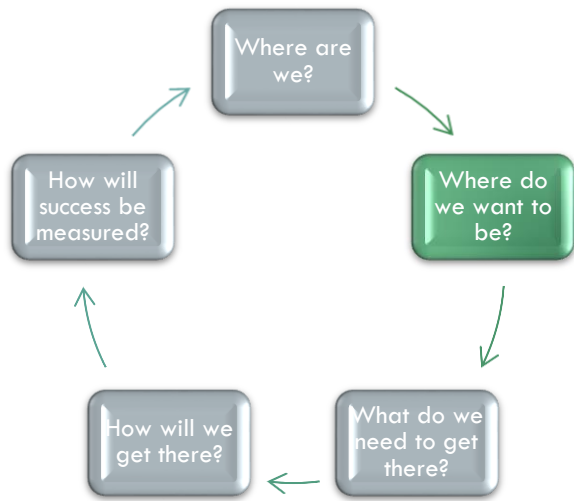 Where are
we?
Where do
we want to
be?
What do we
need to get
there?
How will we
get there?
How will
success be
measured?